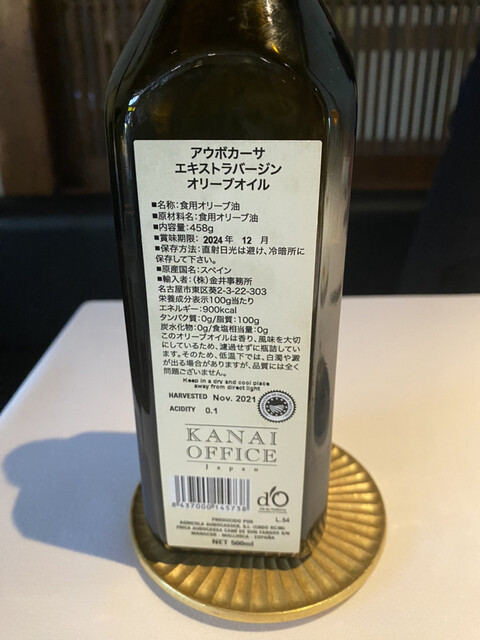 アウボカーサ
エキストラバージン
オリーブオイル
■名称:食用オリーブ油
■原材料名:食用オリーブ油
■内容量:458g
■賞味期限: 2024年 12 月
■保存方法:直射日光は避け、冷暗所に
保存して下さい。
■原産国名:スペイン
■輸入者:(株)金井事務所
名古屋市東区葵2-3-22-303
栄養成分表示100g当たり
エネルギー:900kcal
タンパク質:0g/脂質:100g
炭水化物:0g/食塩相当量:0g
このオリーブオイルは香り、風味を大切
にしているため、濾過せずに瓶詰してい
ます。そのため、低温下では、白濁や澱
が出る場合がありますが、品質には全く
問題ございません。
Keep in a dry and cool place
away from direct light
HARVESTED Nov. 2021
ACIDITY 0.1
KANAI
OFFICE
Japan
8 437000 145738
d'O
PRODUCIDO POR L.54
NET 500ml